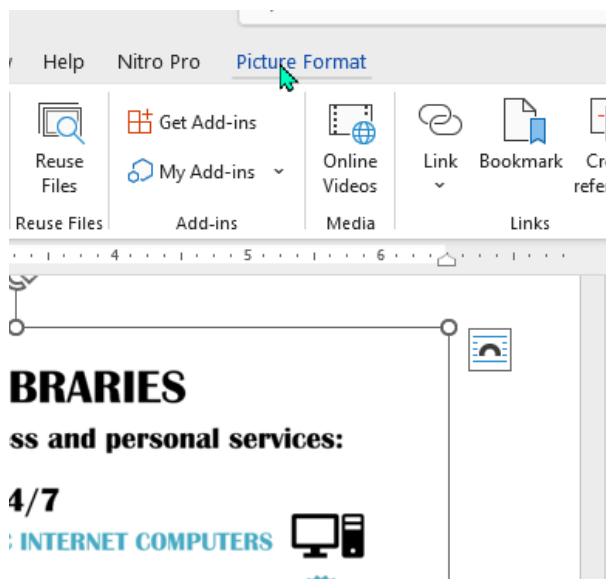 Help Nitro Pro Picture Format
Reuse Files
Get Add-ins
My Add-ins
Online Videos
Link
Bookmark
Reuse Files Add-ins Media Links
4 5 6
BRARIES
ss and personal services:
4/7
INTERNET COMPUTERS